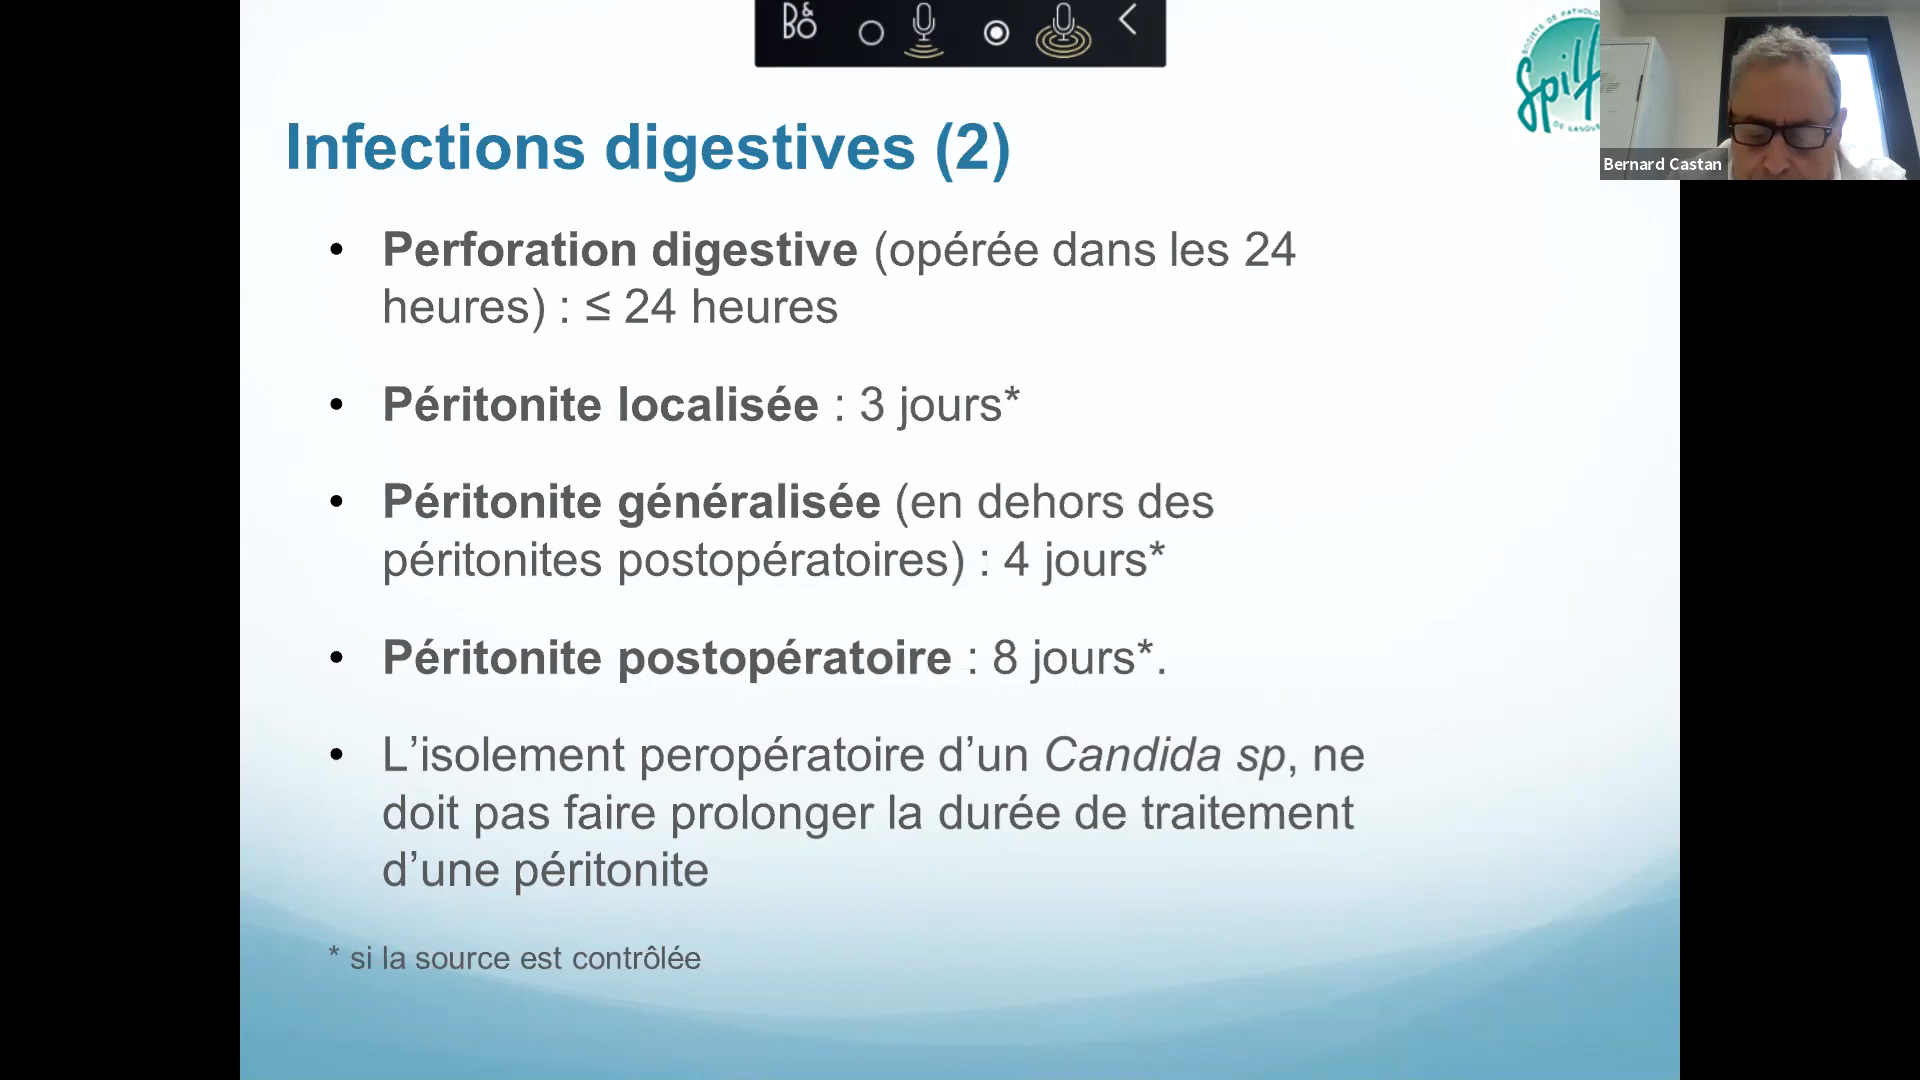 B&O
Spilf
Bernard Castan
Infections digestives (2)
• Perforation digestive (opérée dans les 24
heures) : ≤ 24 heures
• Péritonite localisée : 3 jours*
• Péritonite généralisée (en dehors des
péritonites postopératoires) : 4 jours*
• Péritonite postopératoire : 8 jours*.
• L’isolement peropératoire d’un Candida sp, ne
doit pas faire prolonger la durée de traitement
d’une péritonite
* si la source est contrôlée